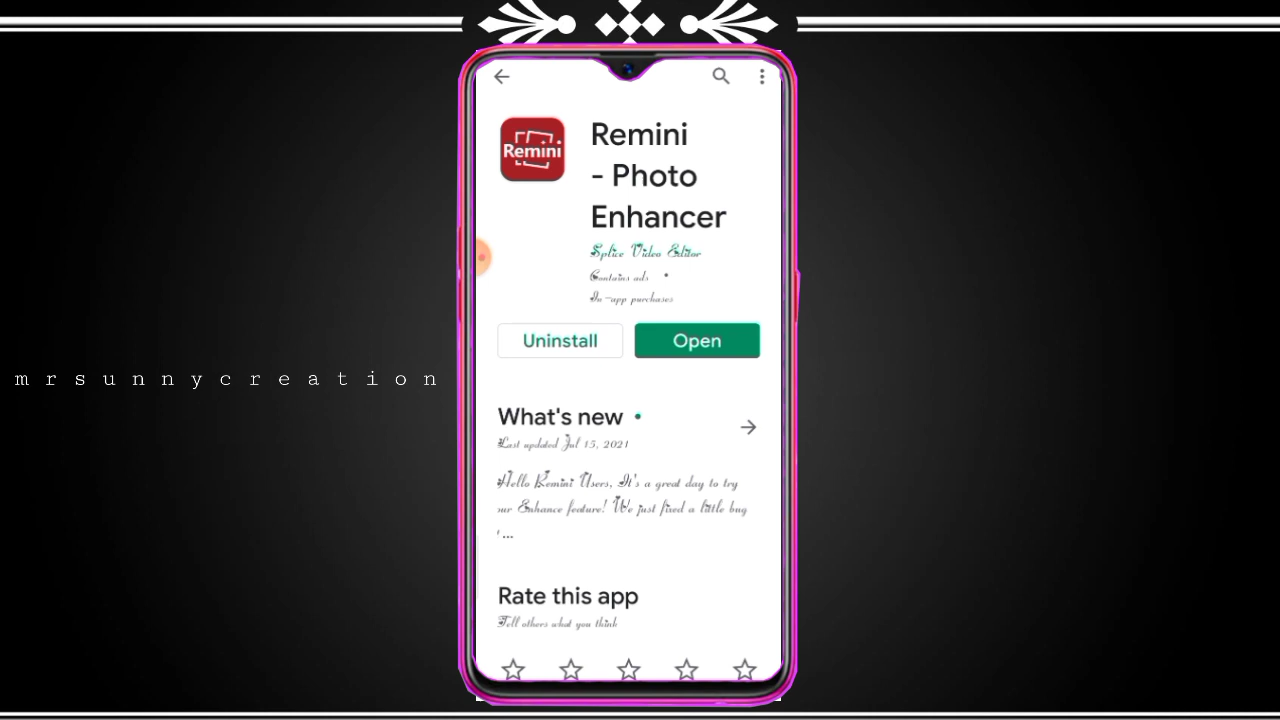 Remini
Remini
- Photo
Enhancer
Splice Video Editor
Contains ads •
In-app purchases
Uninstall
Open
mrsunnycreation
What's new •
Last updated Jul 15, 2021
Hello Remini Users, It's a great day to try
our Enhance feature! We just fixed a little bug
...
Rate this app
Tell others what you think